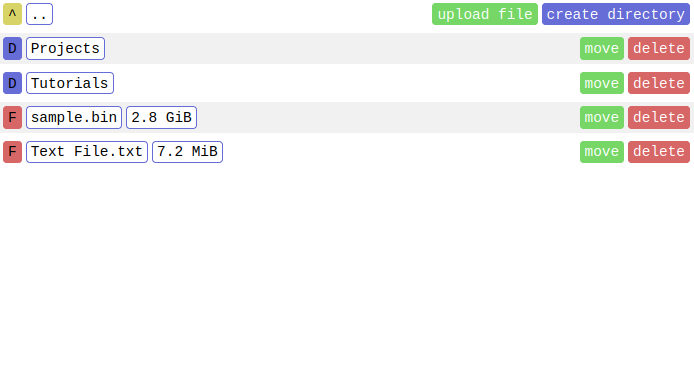 ^ .. upload file create directory
D Projects move delete
D Tutorials move delete
F sample.bin 2.8 GiB move delete
F Text File.txt 7.2 MiB move delete